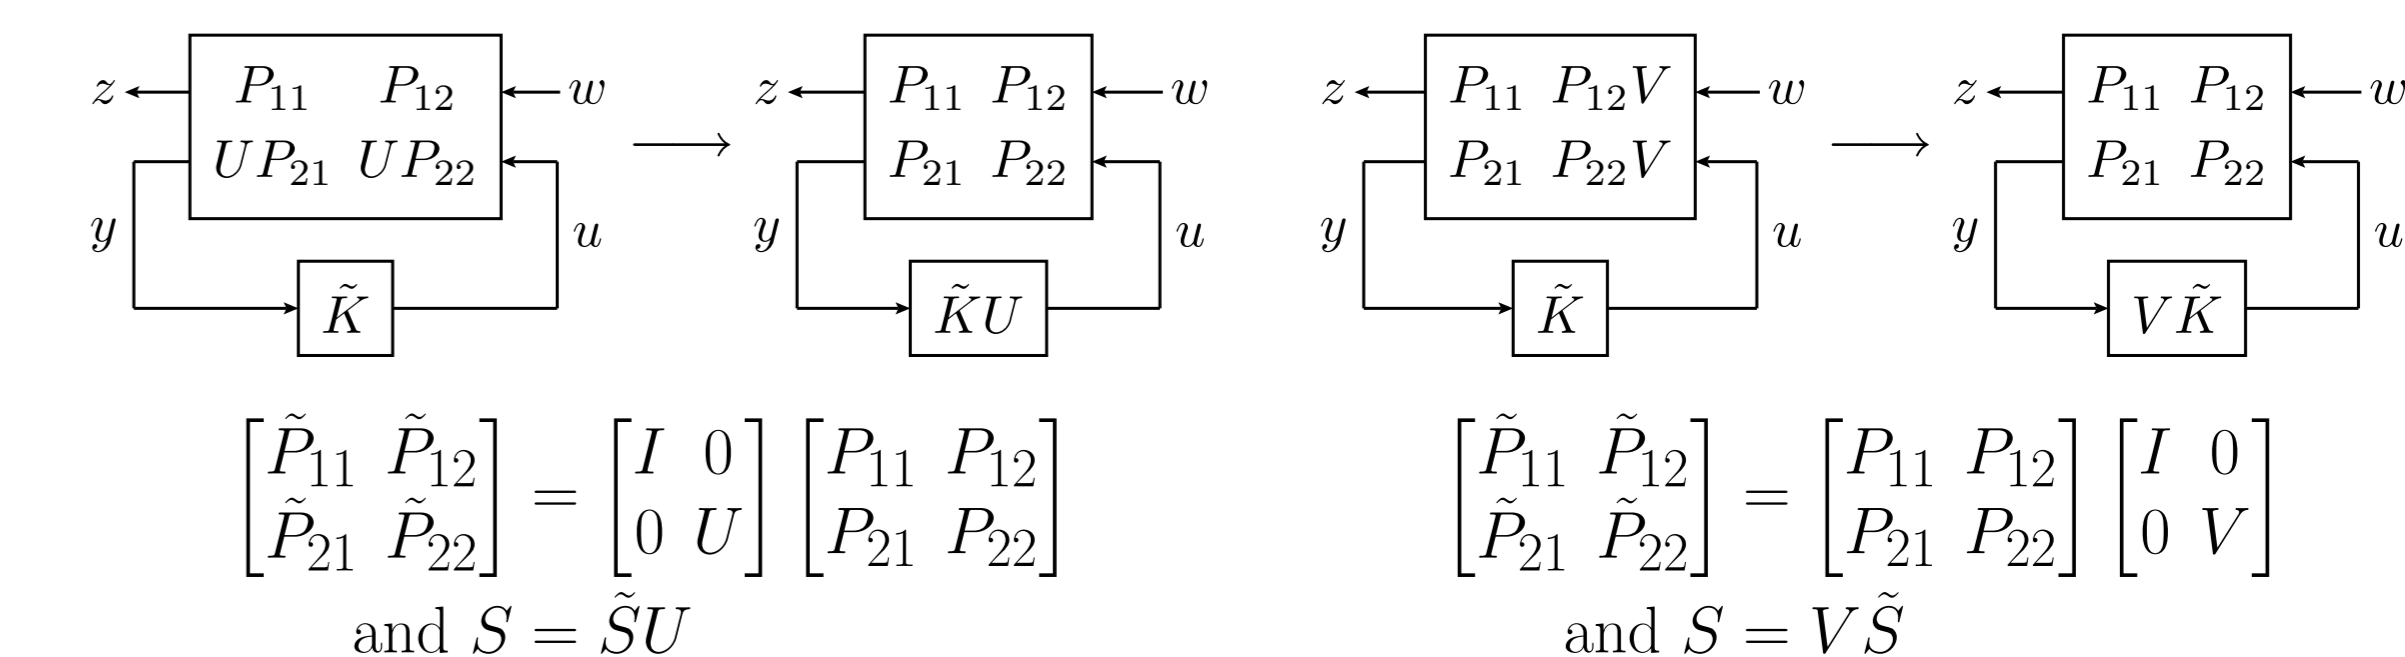 z P₁₁ P₁₂ w
UP₂₁ UP₂₂
y u
K̃
⟶
z P₁₁ P₁₂ w
P₂₁ P₂₂
y u
K̃U
z P₁₁ P₁₂V w
P₂₁ P₂₂V
y u
K̃
⟶
z P₁₁ P₁₂ w
P₂₁ P₂₂
y u
VK̃
[P̃₁₁ P̃₁₂; P̃₂₁ P̃₂₂] = [I 0; 0 U] [P₁₁ P₁₂; P₂₁ P₂₂]
and S = S̃U
[P̃₁₁ P̃₁₂; P̃₂₁ P̃₂₂] = [P₁₁ P₁₂; P₂₁ P₂₂] [I 0; 0 V]
and S = VS̃